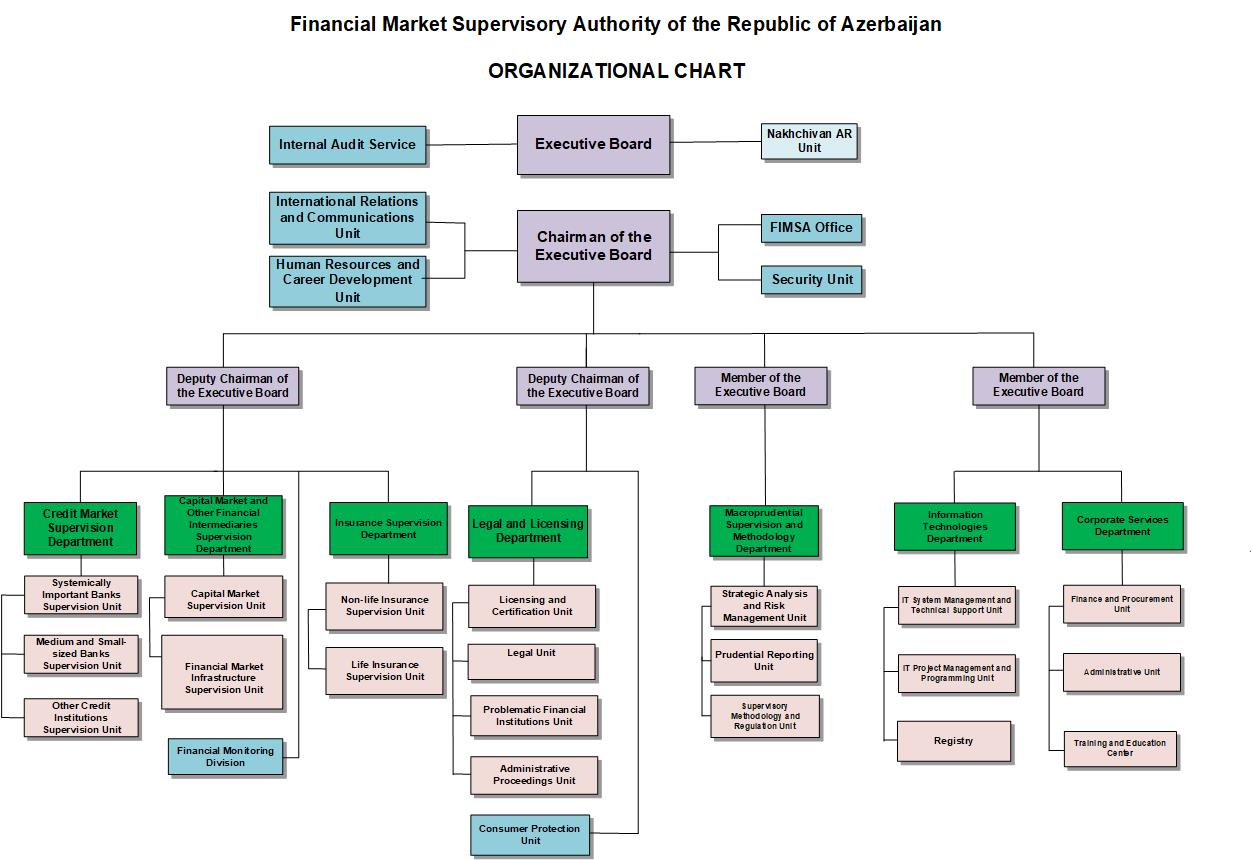 Financial Market Supervisory Authority of the Republic of Azerbaijan
ORGANIZATIONAL CHART
Internal Audit Service
Executive Board
Nakhchivan AR
Unit
International Relations
and Communications
Unit
Human Resources and
Career Development
Unit
Chairman of the
Executive Board
FIMSA Office
Security Unit
Deputy Chairman of
the Executive Board
Deputy Chairman of
the Executive Board
Member of the
Executive Board
Member of the
Executive Board
Credit Market
Supervision
Department
Systemically
Important Banks
Supervision Unit
Medium and Small-
sized Banks
Supervision Unit
Other Credit
Institutions
Supervision Unit
Capital Market and
Other Financial
Intermediaries
Supervision
Department
Capital Market
Supervision Unit
Financial Market
Infrastructure
Supervision Unit
Financial Monitoring
Division
Insurance Supervision
Department
Non-life Insurance
Supervision Unit
Life Insurance
Supervision Unit
Legal and Licensing
Department
Licensing and
Certification Unit
Legal Unit
Problematic Financial
Institutions Unit
Administrative
Proceedings Unit
Consumer Protection
Unit
Macroprudential
Supervision and
Methodology
Department
Strategic Analysis
and Risk
Management Unit
Prudential Reporting
Unit
Supervisory
Methodology and
Regulation Unit
Information
Technologies
Department
IT System Management and
Technical Support Unit
IT Project Management and
Programming Unit
Registry
Corporate Services
Department
Finance and Procurement
Unit
Administrative Unit
Training and Education
Center